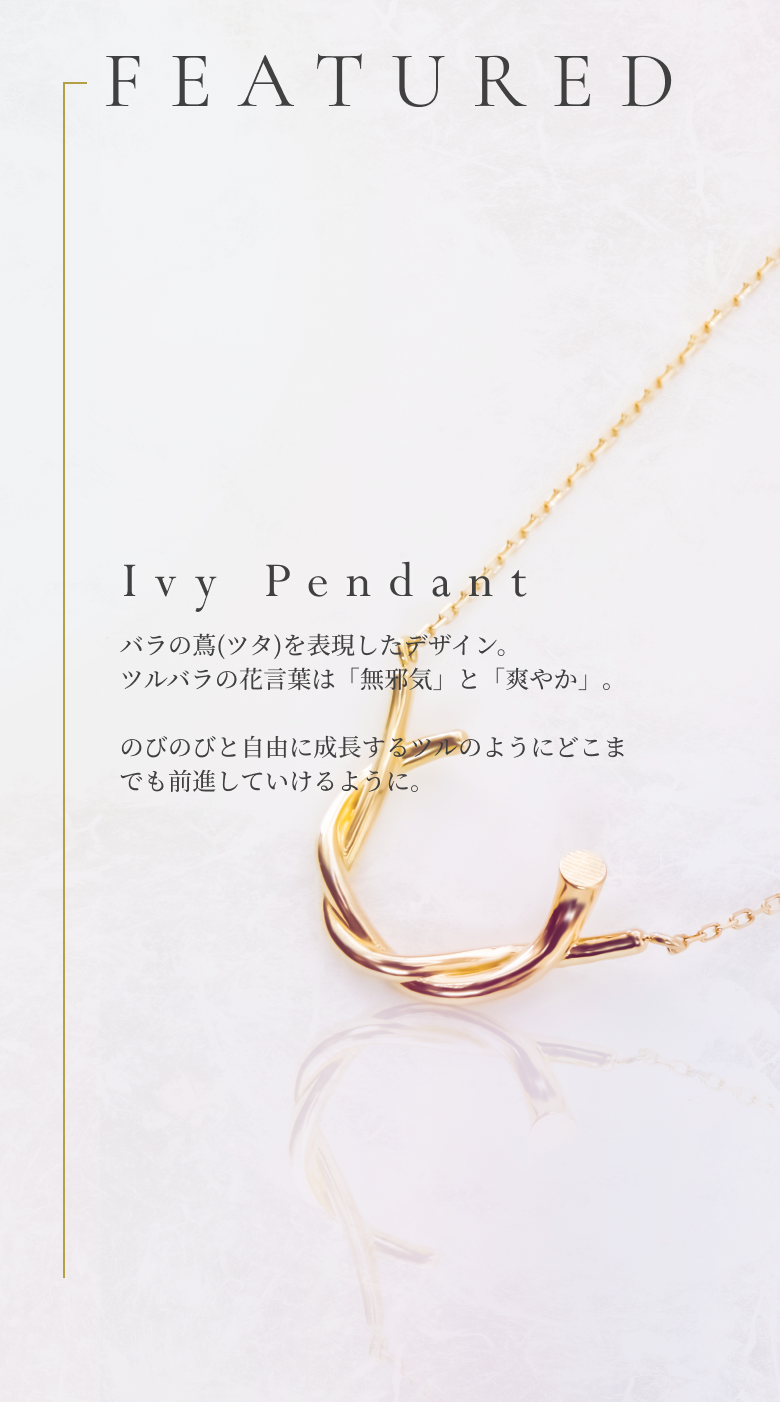 FEATURED
Ivy Pendant
バラの蔦(ツタ)を表現したデザイン。
ツルバラの花言葉は「無邪気」と「爽やか」。
のびのびと自由に成長するツルのようにどこま
でも前進していけるように。